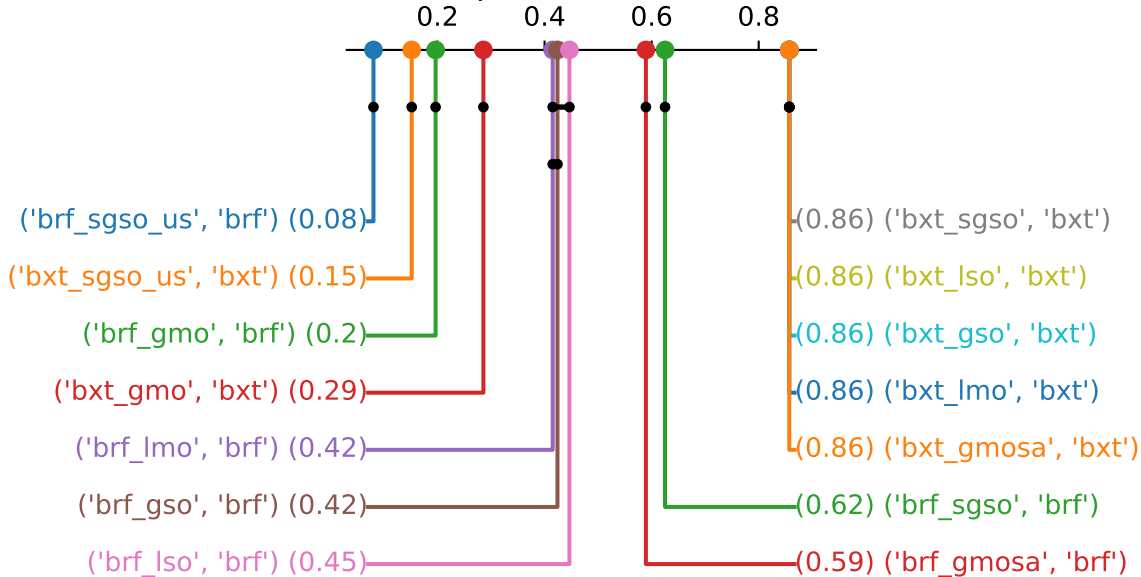 0.2 0.4 0.6 0.8
('brf_sgso_us', 'brf') (0.08) (0.86) ('bxt_sgso', 'bxt')
('bxt_sgso_us', 'bxt') (0.15) (0.86) ('bxt_lso', 'bxt')
('brf_gmo', 'brf') (0.2) (0.86) ('bxt_gso', 'bxt')
('bxt_gmo', 'bxt') (0.29) (0.86) ('bxt_lmo', 'bxt')
('brf_lmo', 'brf') (0.42) (0.86) ('bxt_gmosa', 'bxt')
('brf_gso', 'brf') (0.42) (0.62) ('brf_sgso', 'brf')
('brf_lso', 'brf') (0.45) (0.59) ('brf_gmosa', 'brf')